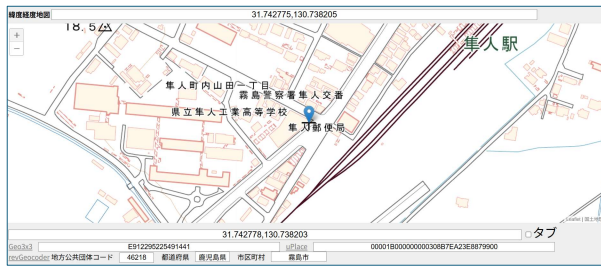 緯度経度地図 31.742775,130.738205
18.5
+
−
隼人駅
隼人町内山田一丁目
霧島警察署隼人交番
県立隼人工業高等学校
隼人郵便局
Leaflet | 国土地
31.742778,130.738203 タブ
Geo3x3 E912295225491441 uPlace 00001B000000000308B7EA23E8879900
revGeocoder 地方公共団体コード 46218 都道府県 鹿児島県 市区町村 霧島市